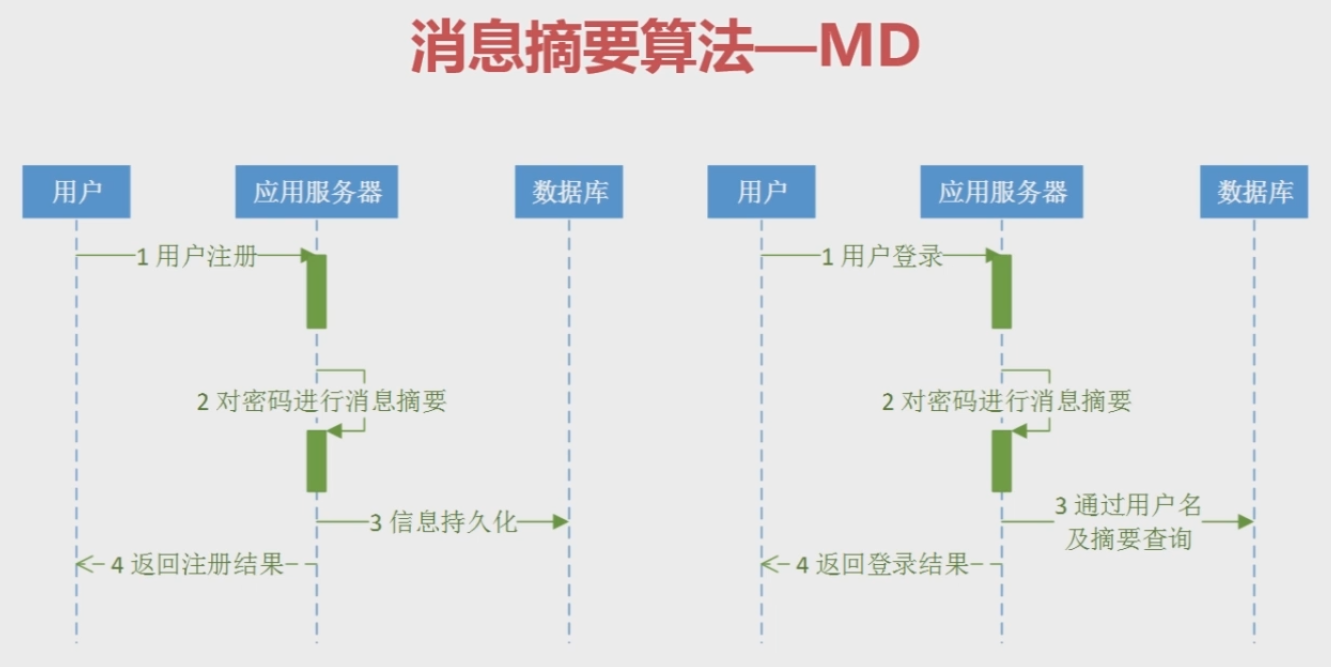 消息摘要算法—MD
用户
应用服务器
数据库
1 用户注册
2 对密码进行消息摘要
3 信息持久化
4 返回注册结果
用户
应用服务器
数据库
1 用户登录
2 对密码进行消息摘要
3 通过用户名
及摘要查询
4 返回登录结果